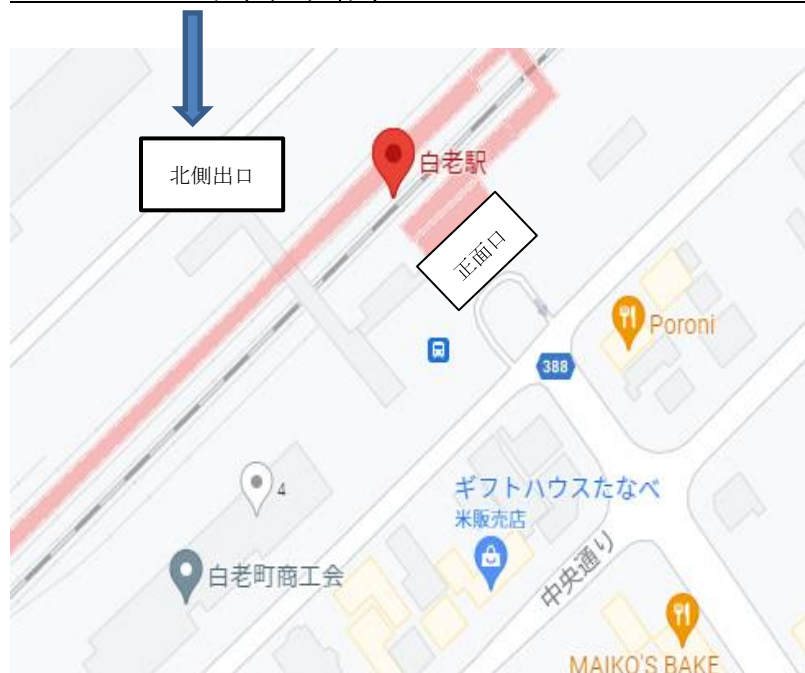 北側出口
白老駅
正面口
Poroni
388
4
ギフトハウスたなべ
米販売店
白老町商工会
中央通り
MAIKO'S BAKE